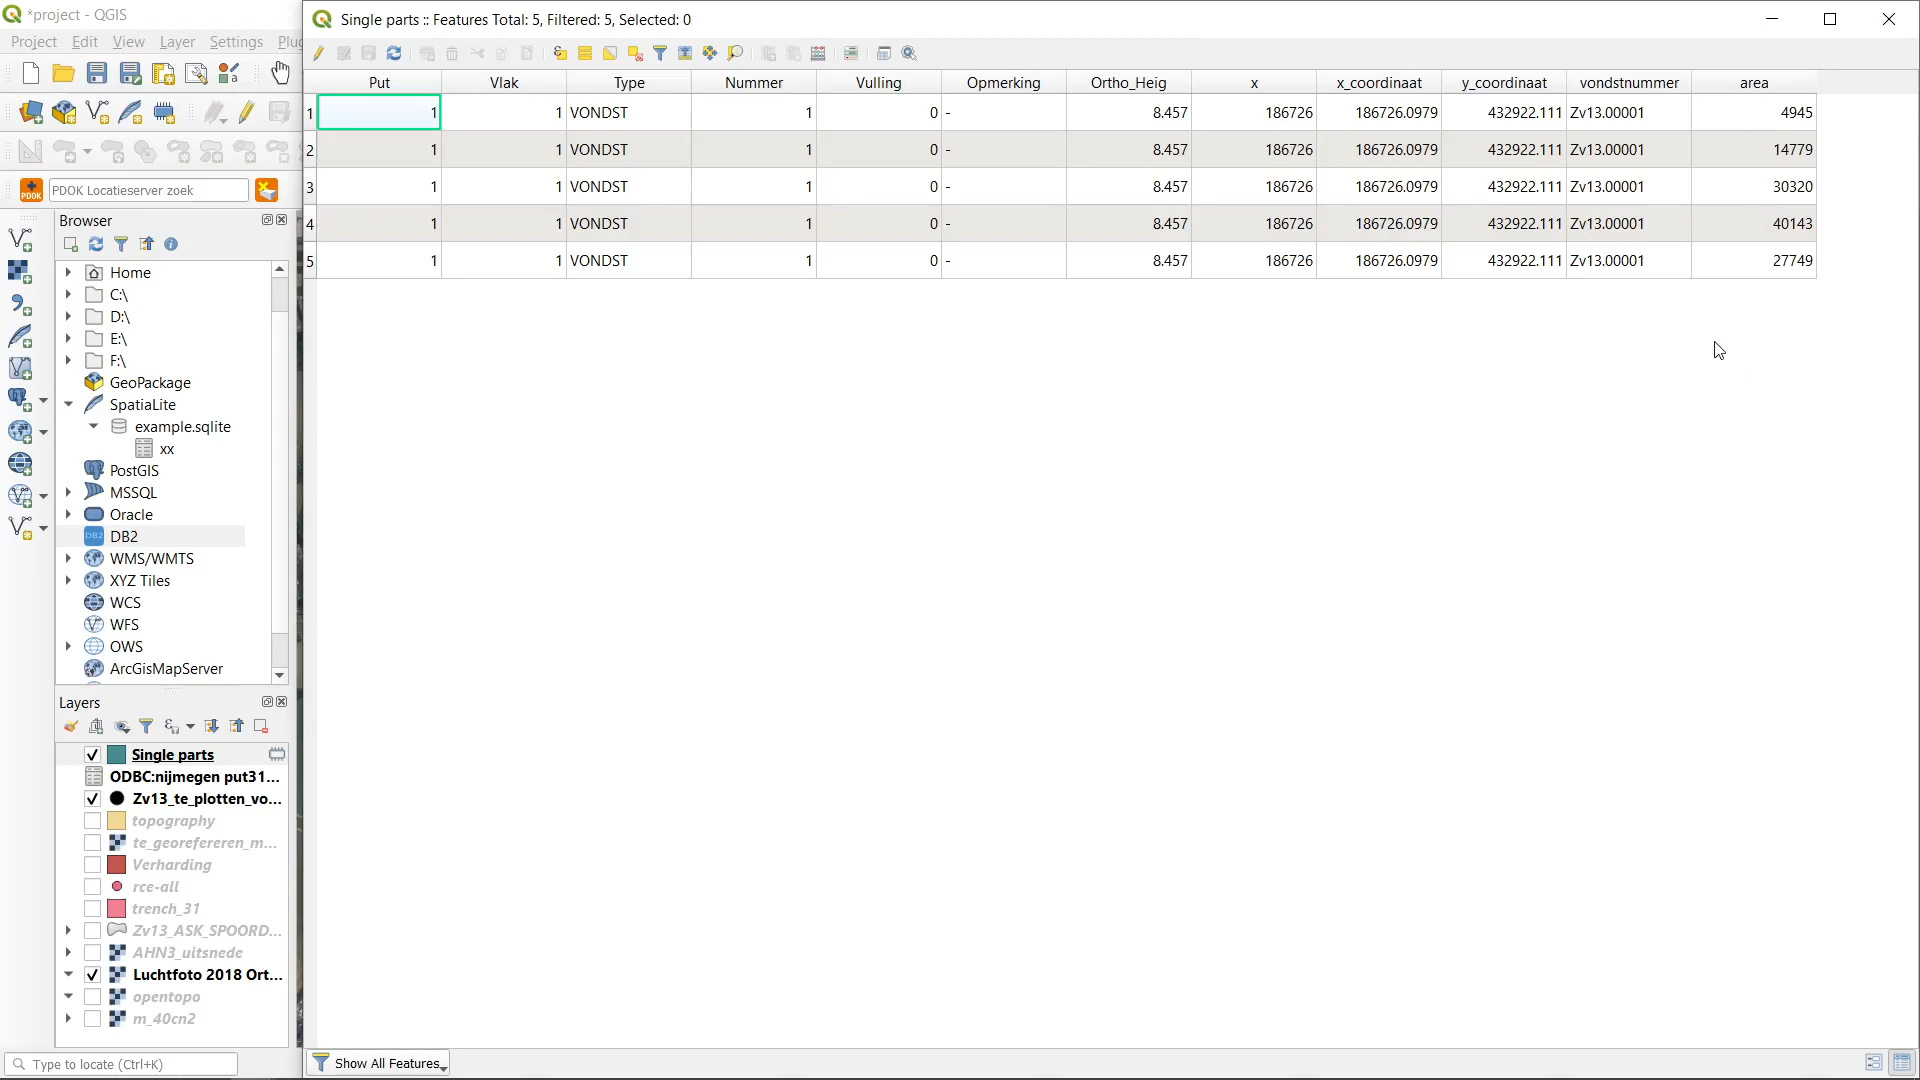 *project - QGIS
Project Edit View Layer Settings Plug
PDOK
PDOK Locatieserver zoek
Browser
Home
C:\
D:\
E:\
F:\
GeoPackage
SpatiaLite
example.sqlite
xx
PostGIS
MSSQL
Oracle
DB2 DB2
WMS/WMTS
XYZ Tiles
WCS
WFS
OWS
ArcGisMapServer
Layers
Single parts
ODBC:nijmegen put31...
Zv13_te_plotten_vo...
topography
te_georefereren_m...
Verharding
rce-all
trench_31
Zv13_ASK_SPOORD...
AHN3_uitsnede
Luchtfoto 2018 Ort...
opentopo
m_40cn2
Type to locate (Ctrl+K)
Single parts :: Features Total: 5, Filtered: 5, Selected: 0
Put Vlak Type Nummer Vulling Opmerking Ortho_Heig x x_coordinaat y_coordinaat vondstnummer area
1 1 1 VONDST 1 0 - 8.457 186726 186726.0979 432922.111 Zv13.00001 4945
2 1 1 VONDST 1 0 - 8.457 186726 186726.0979 432922.111 Zv13.00001 14779
3 1 1 VONDST 1 0 - 8.457 186726 186726.0979 432922.111 Zv13.00001 30320
4 1 1 VONDST 1 0 - 8.457 186726 186726.0979 432922.111 Zv13.00001 40143
5 1 1 VONDST 1 0 - 8.457 186726 186726.0979 432922.111 Zv13.00001 27749
Show All Features